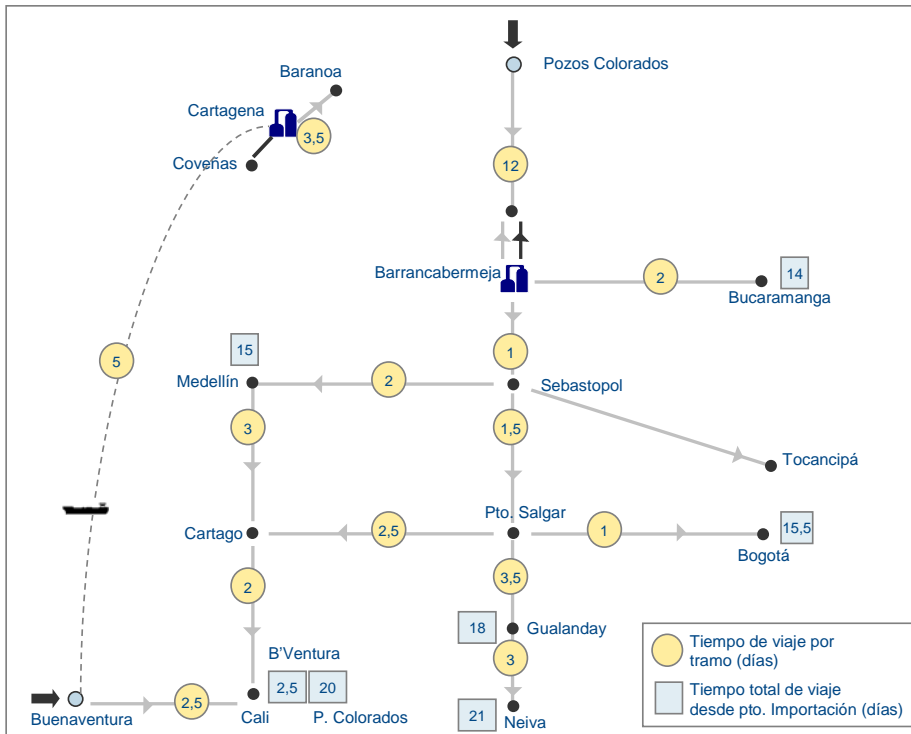 Pozos Colorados
Baranoa
Cartagena
3,5
Coveñas
12
Barrancabermeja
2
14
Bucaramanga
5
15
1
Medellín
2
Sebastopol
3
1,5
Tocancipá
Pto. Salgar
Cartago
2,5
1
15,5
Bogotá
2
3,5
18
Gualanday
3
B'Ventura
2,5
20
Buenaventura
2,5
Cali
P. Colorados
21
Neiva
Tiempo de viaje por
tramo (días)
Tiempo total de viaje
desde pto. Importación (días)